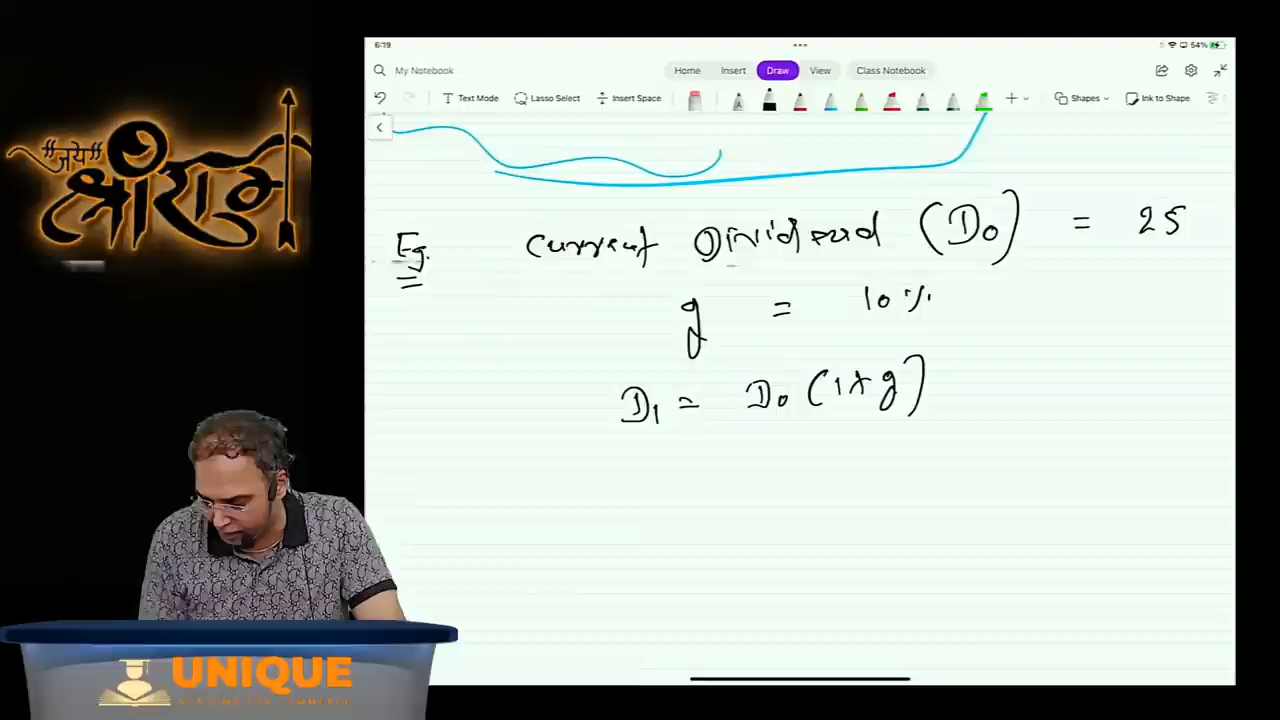 "जय"
श्रीराम
UNIQUE
6:19
54%
My Notebook
Home Insert Draw View Class Notebook
Text Mode Lasso Select Insert Space
Shapes Ink to Shape
Eg. Current Dividend (D₀) = 25
g = 10%
D₁ = D₀ (1+g)